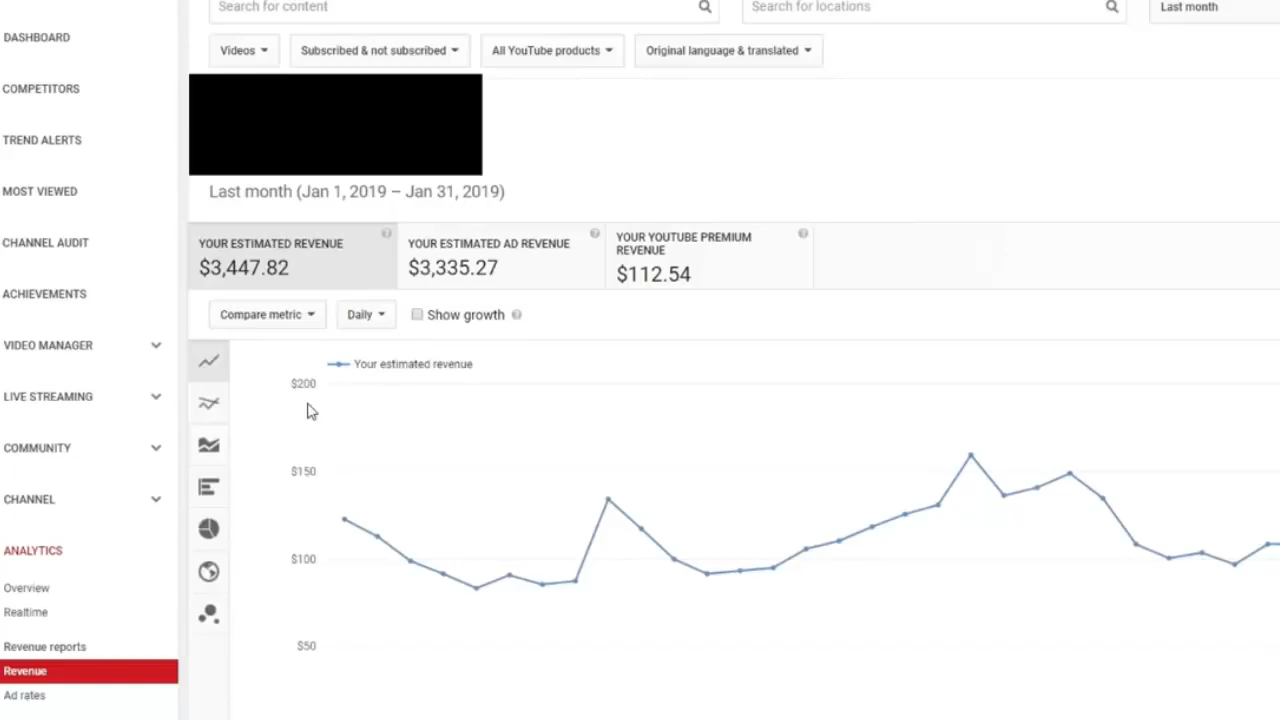 Search for content
Search for locations
Last month
Videos
Subscribed & not subscribed
All YouTube products
Original language & translated
Last month (Jan 1, 2019 – Jan 31, 2019)
YOUR ESTIMATED REVENUE
$3,447.82
YOUR ESTIMATED AD REVENUE
$3,335.27
YOUR YOUTUBE PREMIUM
REVENUE
$112.54
Compare metric
Daily
Show growth
Your estimated revenue
$200
$150
$100
$50
DASHBOARD
COMPETITORS
TREND ALERTS
MOST VIEWED
CHANNEL AUDIT
ACHIEVEMENTS
VIDEO MANAGER
LIVE STREAMING
COMMUNITY
CHANNEL
ANALYTICS
Overview
Realtime
Revenue reports
Revenue
Ad rates